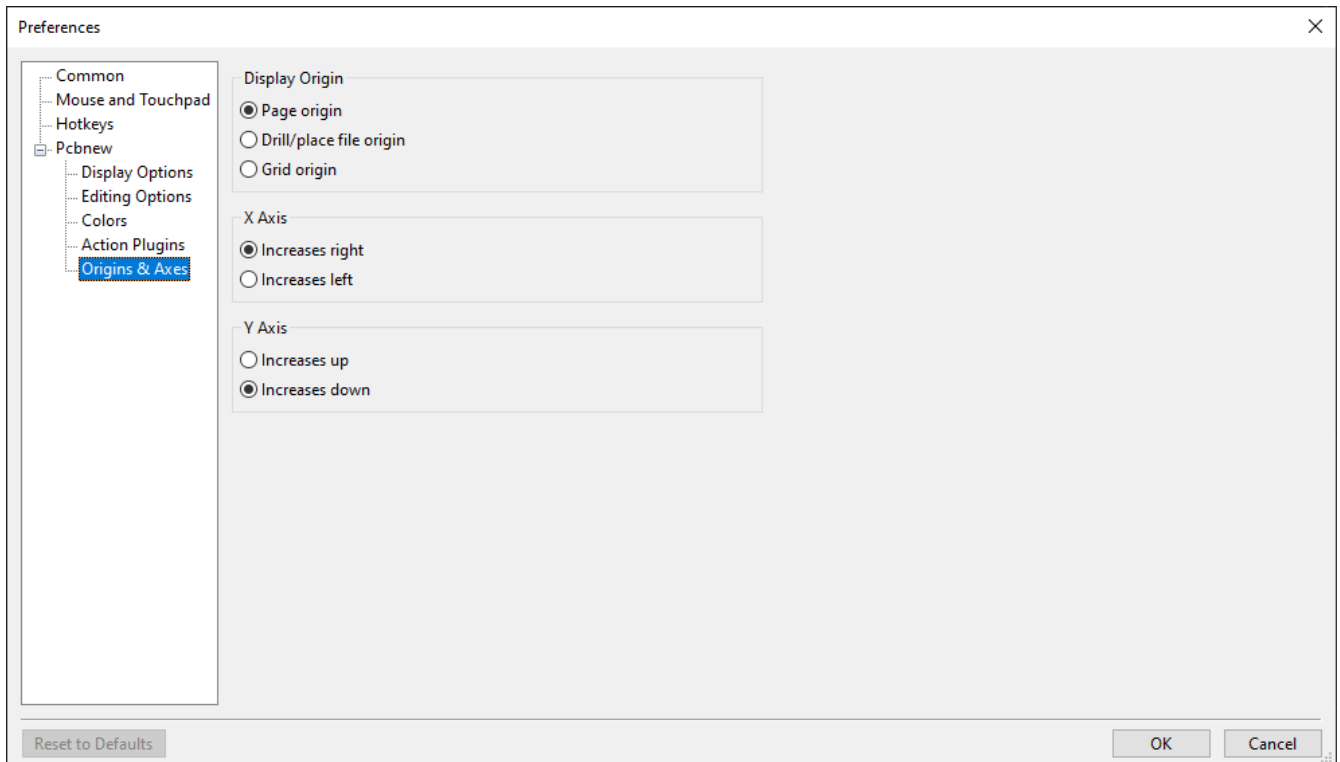 Preferences
Common
Mouse and Touchpad
Hotkeys
Pcbnew
Display Options
Editing Options
Colors
Action Plugins
Origins & Axes
Display Origin
Page origin
Drill/place file origin
Grid origin
X Axis
Increases right
Increases left
Y Axis
Increases up
Increases down
Reset to Defaults
OK
Cancel